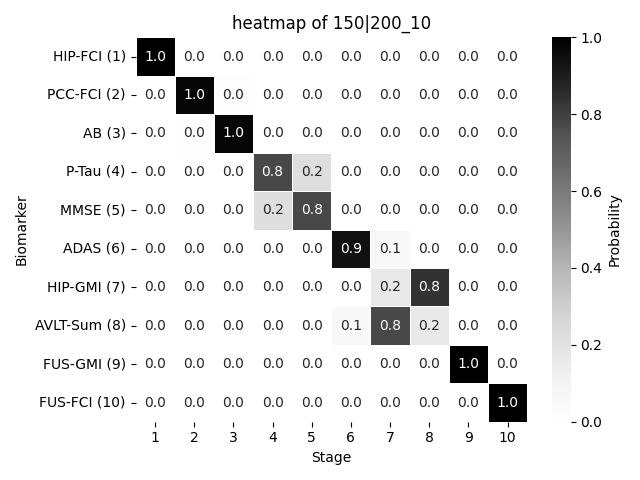 heatmap of 150|200_10
HIP-FCI (1) 1.0 0.0 0.0 0.0 0.0 0.0 0.0 0.0 0.0 0.0
PCC-FCI (2) 0.0 1.0 0.0 0.0 0.0 0.0 0.0 0.0 0.0 0.0
AB (3) 0.0 0.0 1.0 0.0 0.0 0.0 0.0 0.0 0.0 0.0
P-Tau (4) 0.0 0.0 0.0 0.8 0.2 0.0 0.0 0.0 0.0 0.0
MMSE (5) 0.0 0.0 0.0 0.2 0.8 0.0 0.0 0.0 0.0 0.0
ADAS (6) 0.0 0.0 0.0 0.0 0.0 0.9 0.1 0.0 0.0 0.0
HIP-GMI (7) 0.0 0.0 0.0 0.0 0.0 0.0 0.2 0.8 0.0 0.0
AVLT-Sum (8) 0.0 0.0 0.0 0.0 0.0 0.1 0.8 0.2 0.0 0.0
FUS-GMI (9) 0.0 0.0 0.0 0.0 0.0 0.0 0.0 0.0 1.0 0.0
FUS-FCI (10) 0.0 0.0 0.0 0.0 0.0 0.0 0.0 0.0 0.0 1.0
1 2 3 4 5 6 7 8 9 10
Stage
Biomarker
1.0
0.8
0.6
0.4
0.2
0.0
Probability